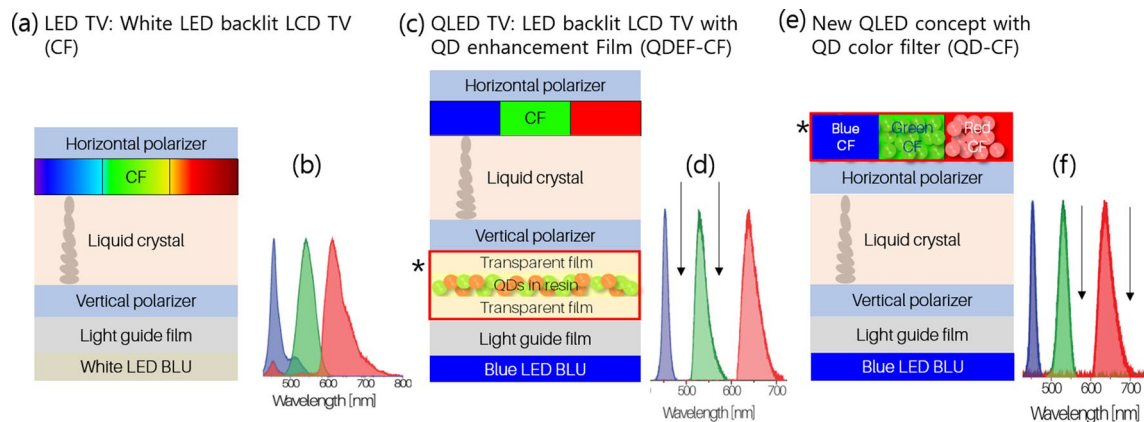 (a) LED TV: White LED backlit LCD TV
(CF)
Horizontal polarizer
CF
Liquid crystal
Vertical polarizer
Light guide film
White LED BLU
(b)
500 600 700 800
Wavelength [nm]
(c) QLED TV: LED backlit LCD TV with
QD enhancement Film (QDEF-CF)
Horizontal polarizer
CF
Liquid crystal
Vertical polarizer
*
Transparent film
QDs in resin
Transparent film
Light guide film
Blue LED BLU
(d)
500 600 700
Wavelength [nm]
(e) New QLED concept with
QD color filter (QD-CF)
*
Blue Green Red
CF CF CF
Horizontal polarizer
Liquid crystal
Vertical polarizer
Light guide film
Blue LED BLU
(f)
500 600 700
Wavelength [nm]